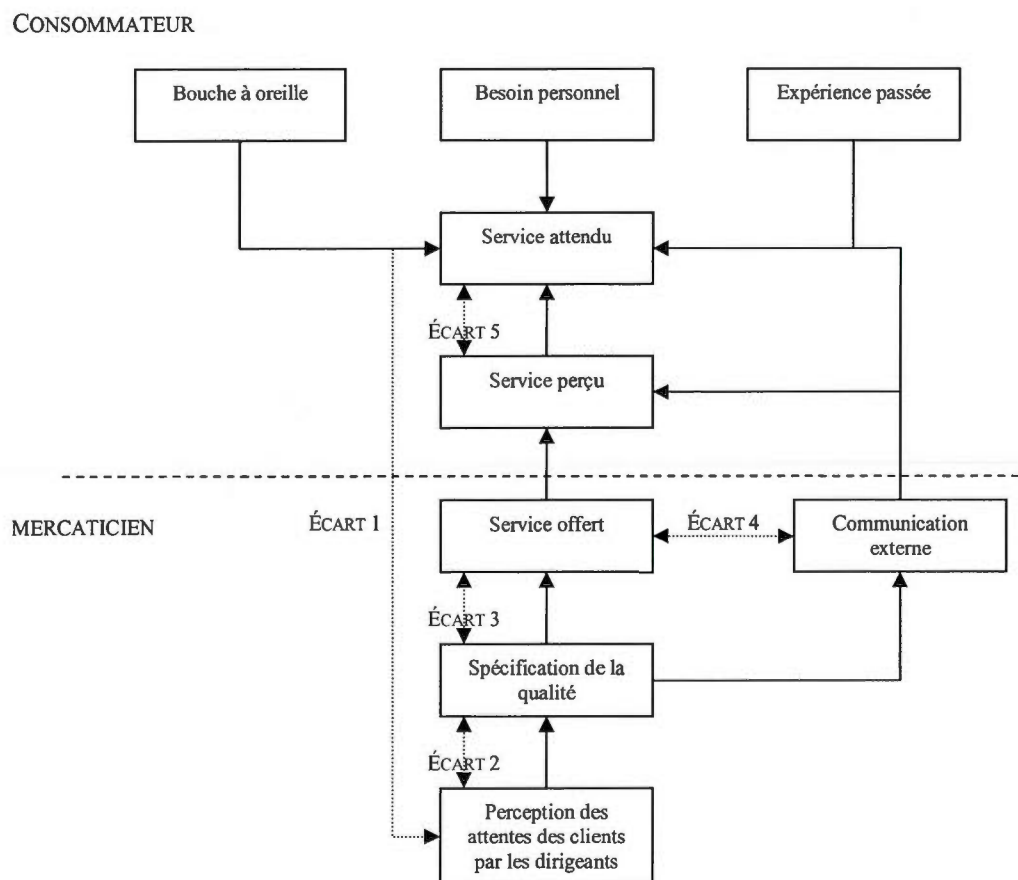 CONSOMMATEUR
Bouche à oreille
Besoin personnel
Expérience passée
Service attendu
ÉCART 5
Service perçu
MERCATICIEN
ÉCART 1
Service offert
ÉCART 4
Communication
externe
ÉCART 3
Spécification de la
qualité
ÉCART 2
Perception des
attentes des clients
par les dirigeants